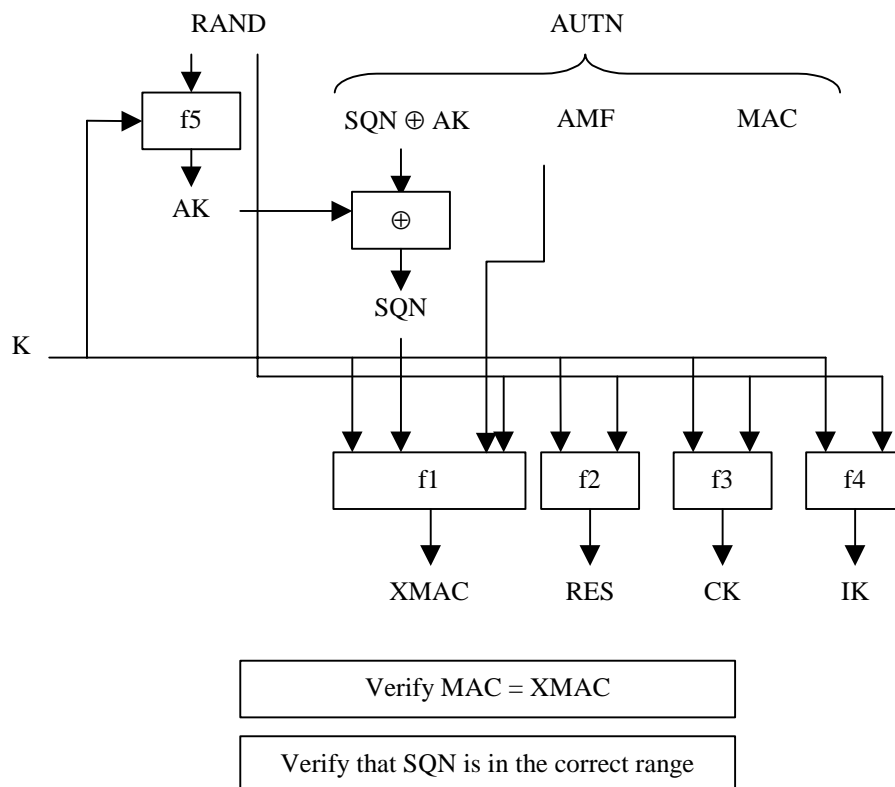 RAND AUTN
f5 SQN ⊕ AK AMF MAC
AK ⊕
SQN
K
f1 f2 f3 f4
XMAC RES CK IK
Verify MAC = XMAC
Verify that SQN is in the correct range